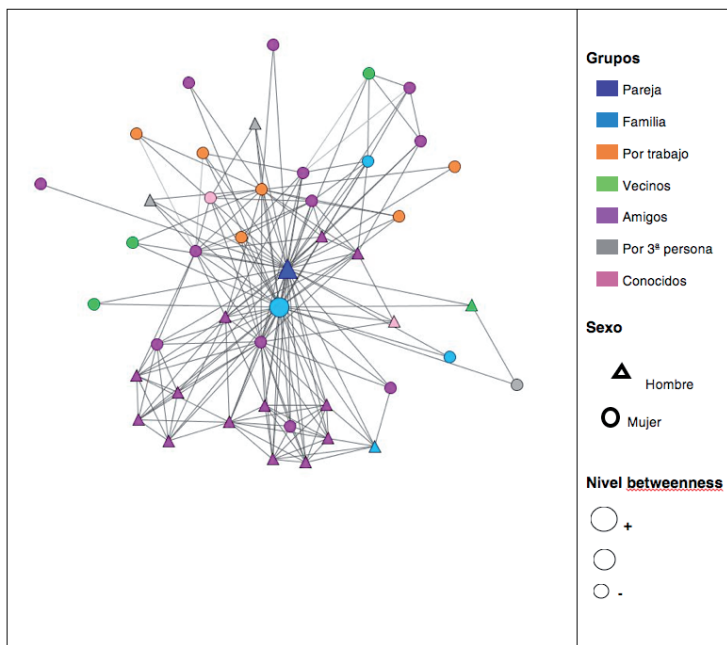 Grupos
Pareja
Familia
Por trabajo
Vecinos
Amigos
Por 3ª persona
Conocidos
Sexo
Hombre
Mujer
Nivel betweenness
+
-